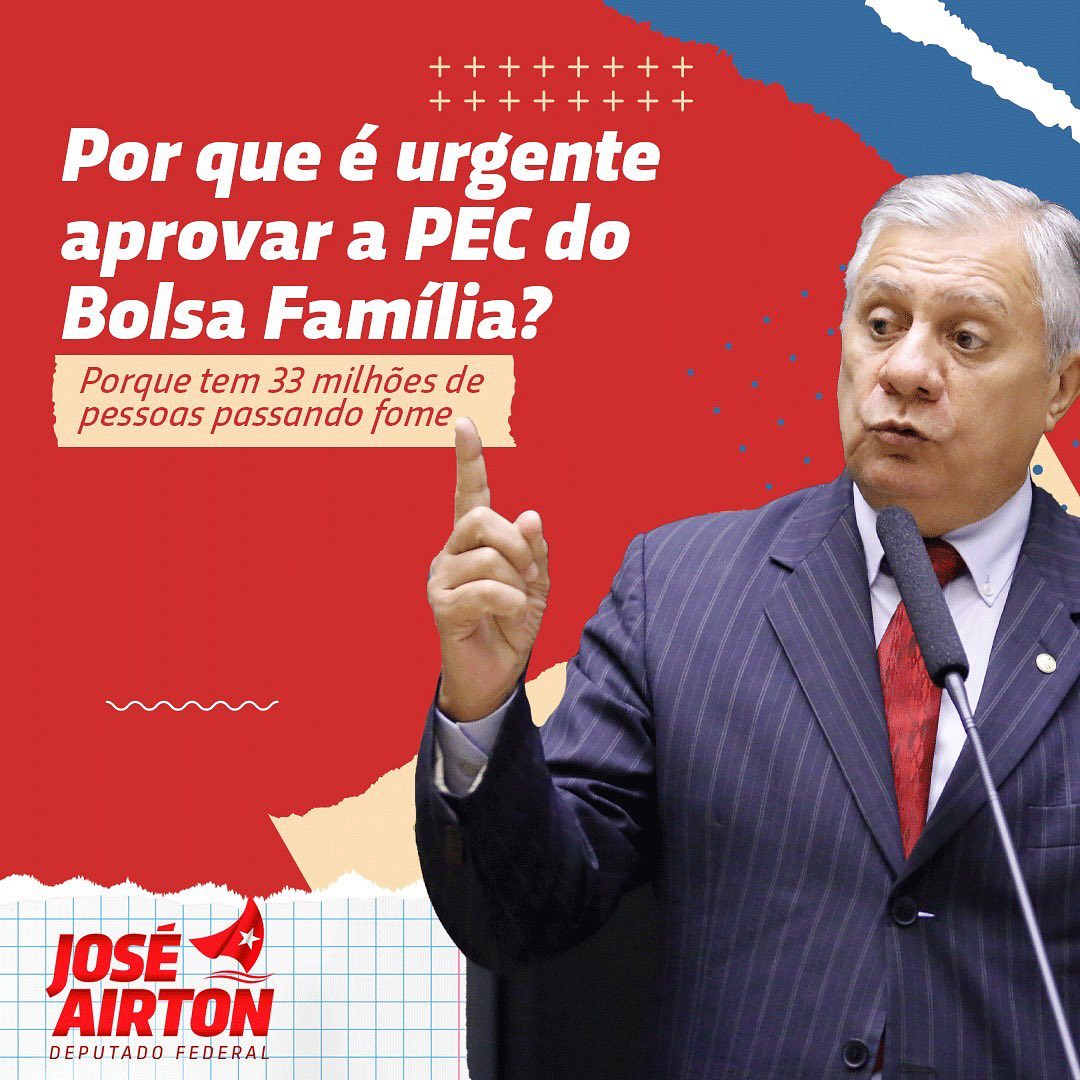 Por que é urgente
aprovar a PEC do
Bolsa Família?
Porque tem 33 milhões de
pessoas passando fome
JOSÉ
AIRTON
DEPUTADO FEDERAL